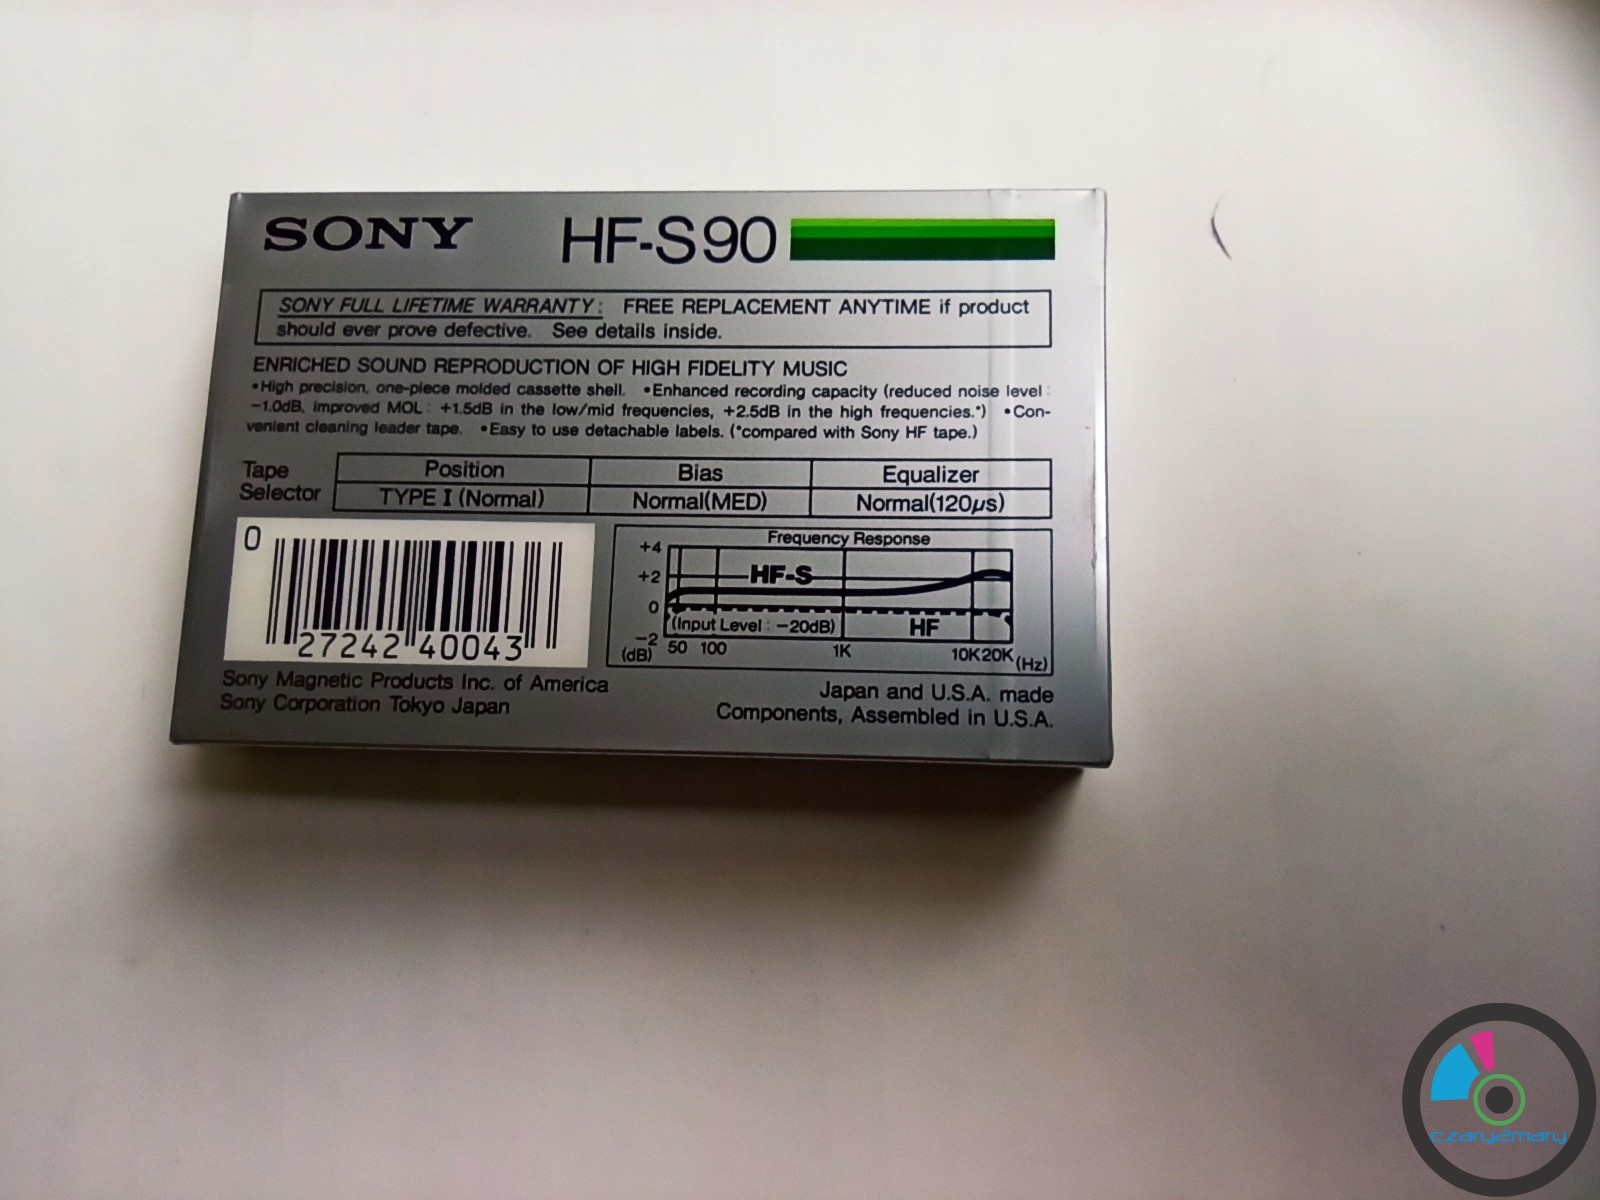 SONY HF-S90
SONY FULL LIFETIME WARRANTY: FREE REPLACEMENT ANYTIME if product
should ever prove defective. See details inside.
ENRICHED SOUND REPRODUCTION OF HIGH FIDELITY MUSIC
•High precision, one-piece molded cassette shell. •Enhanced recording capacity (reduced noise level:
-1.0dB, improved MOL: +1.5dB in the low/mid frequencies, +2.5dB in the high frequencies.*) •Con-
venient cleaning leader tape. •Easy to use detachable labels. (*compared with Sony HF tape.)
Tape
Selector
Position Bias Equalizer
TYPE I (Normal) Normal(MED) Normal(120µs)
0
27242 40043
Frequency Response
+4
+2
0
-2
(dB)
HF-S
(Input Level: -20dB)
HF
50 100 1K 10K 20K (Hz)
Sony Magnetic Products Inc. of America
Sony Corporation Tokyo Japan
Japan and U.S.A. made
Components, Assembled in U.S.A.
czary2mary